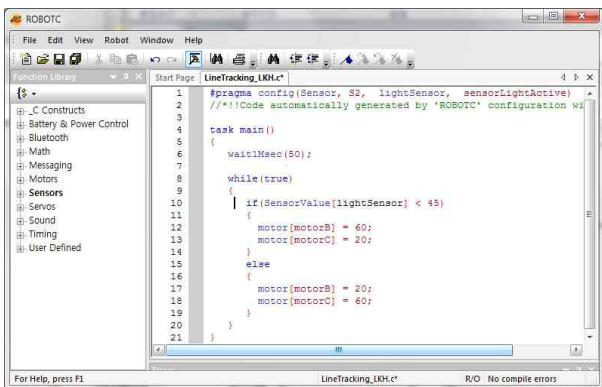 ROBOTC
File Edit View Robot Window Help
Function Library
Start Page LineTracking_LKH.c*
_C Constructs
Battery & Power Control
Bluetooth
Math
Messaging
Motors
Sensors
Servos
Sound
Timing
User Defined
1 #pragma config(Sensor, S2, lightSensor, sensorLightActive)
2 //*!!Code automatically generated by 'ROBOTC' configuration wi
3
4 task main()
5 {
6 wait1Msec(50);
7
8 while(true)
9 {
10 if(SensorValue[lightSensor] < 45)
11 {
12 motor[motorB] = 60;
13 motor[motorC] = 20;
14 }
15 else
16 {
17 motor[motorB] = 20;
18 motor[motorC] = 60;
19 }
20 }
21 }
For Help, press F1 LineTracking_LKH.c* R/O No compile errors